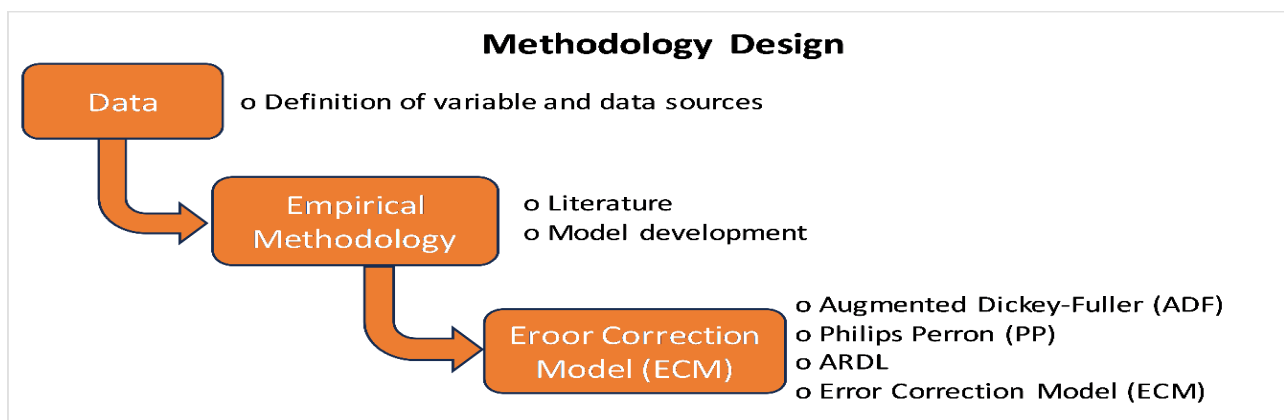 Methodology Design
Data
o Definition of variable and data sources
Empirical
Methodology
o Literature
o Model development
Eroor Correction
Model (ECM)
o Augmented Dickey-Fuller (ADF)
o Philips Perron (PP)
o ARDL
o Error Correction Model (ECM)